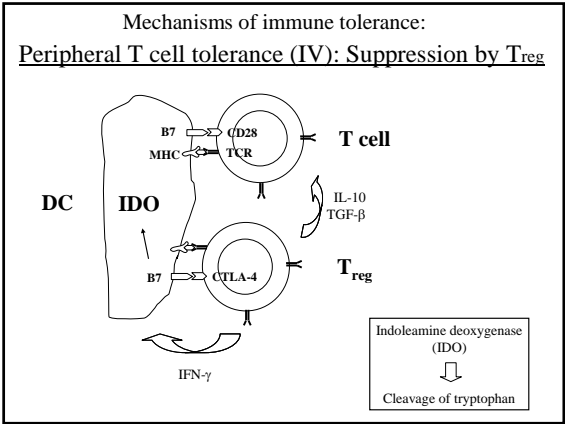 Mechanisms of immune tolerance:
Peripheral T cell tolerance (IV): Suppression by Treg
B7
CD28
MHC
TCR
T cell
DC
IDO
IL-10
TGF-β
B7
CTLA-4
Treg
IFN-γ
Indoleamine deoxygenase
(IDO)
Cleavage of tryptophan